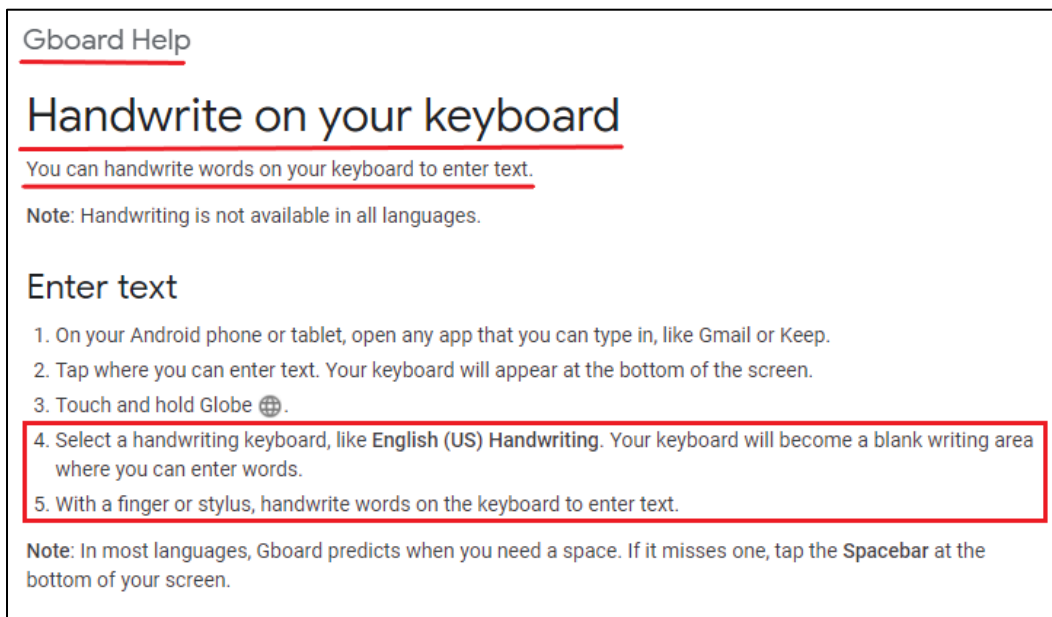 Gboard Help
Handwrite on your keyboard
You can handwrite words on your keyboard to enter text.
Note: Handwriting is not available in all languages.
Enter text
1. On your Android phone or tablet, open any app that you can type in, like Gmail or Keep.
2. Tap where you can enter text. Your keyboard will appear at the bottom of the screen.
3. Touch and hold Globe .
4. Select a handwriting keyboard, like English (US) Handwriting. Your keyboard will become a blank writing area
where you can enter words.
5. With a finger or stylus, handwrite words on the keyboard to enter text.
Note: In most languages, Gboard predicts when you need a space. If it misses one, tap the Spacebar at the
bottom of your screen.